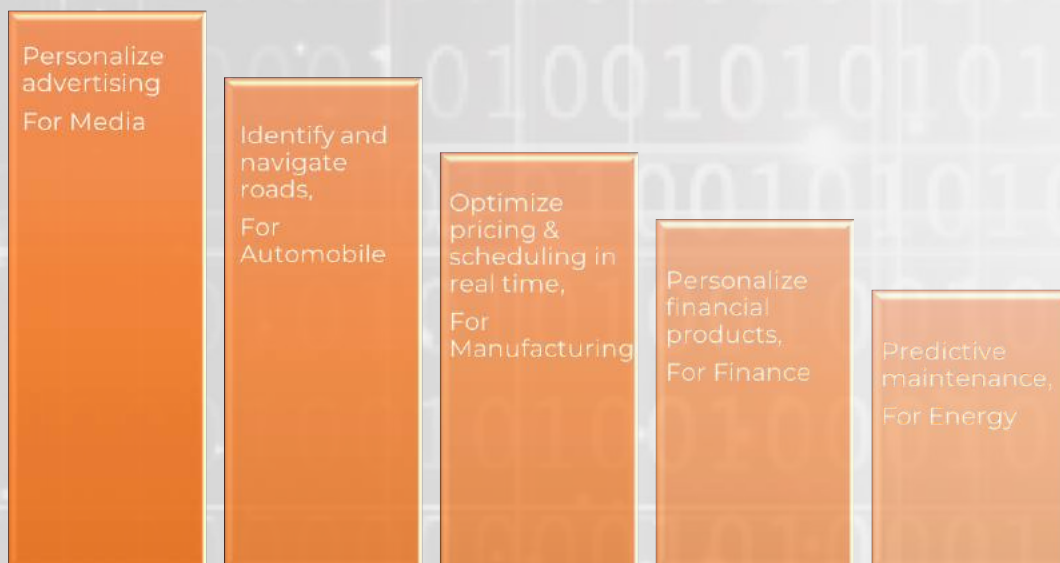 Personalize
advertising
For Media
Identify and
navigate
roads,
For
Automobile
Optimize
pricing &
scheduling in
real time,
For
Manufacturing
Personalize
financial
products,
For Finance
Predictive
maintenance,
For Energy